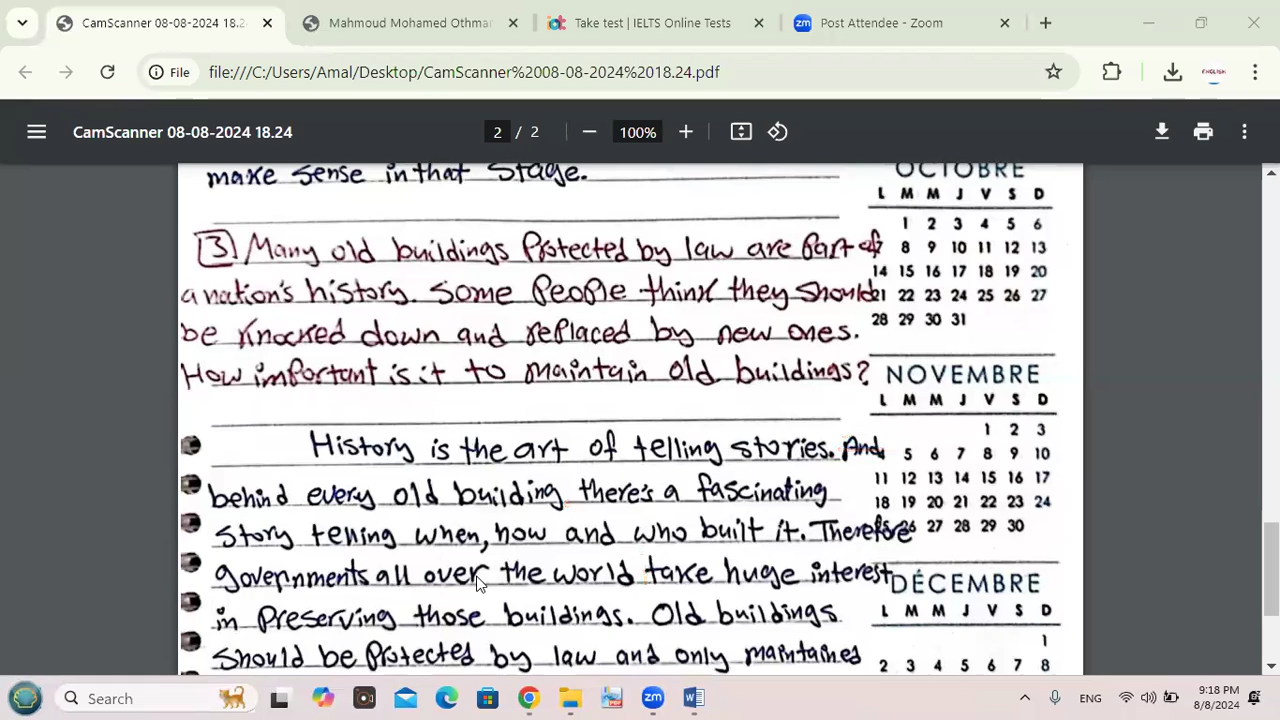 CamScanner 08-08-2024 18.24
Mahmoud Mohamed Othman
Take test | IELTS Online Tests
Post Attendee - Zoom
File
file:///C:/Users/Amal/Desktop/CamScanner%2008-08-2024%2018.24.pdf
ENGLISH
CamScanner 08-08-2024 18.24
2 / 2
100%
make sense in that stage.
[3] Many old buildings protected by law are part of
a nation's history. Some people think they should
be knocked down and replaced by new ones.
How important is it to maintain old buildings?
History is the art of telling stories. And
behind every old building there's a fascinating
story telling when, how and who built it. Therefore
governments all over the world take huge interest
in preserving those buildings. Old buildings
should be protected by law and only maintained
OCTOBRE
L M M J V S D
1 2 3 4 5 6
8 9 10 11 12 13
14 15 16 17 18 19 20
21 22 23 24 25 26 27
28 29 30 31
NOVEMBRE
L M M J V S D
1 2 3
5 6 7 8 9 10
11 12 13 14 15 16 17
18 19 20 21 22 23 24
26 27 28 29 30
DÉCEMBRE
L M M J V S D
1
2 3 4 5 6 7 8
Search
ENG
9:18 PM
8/8/2024